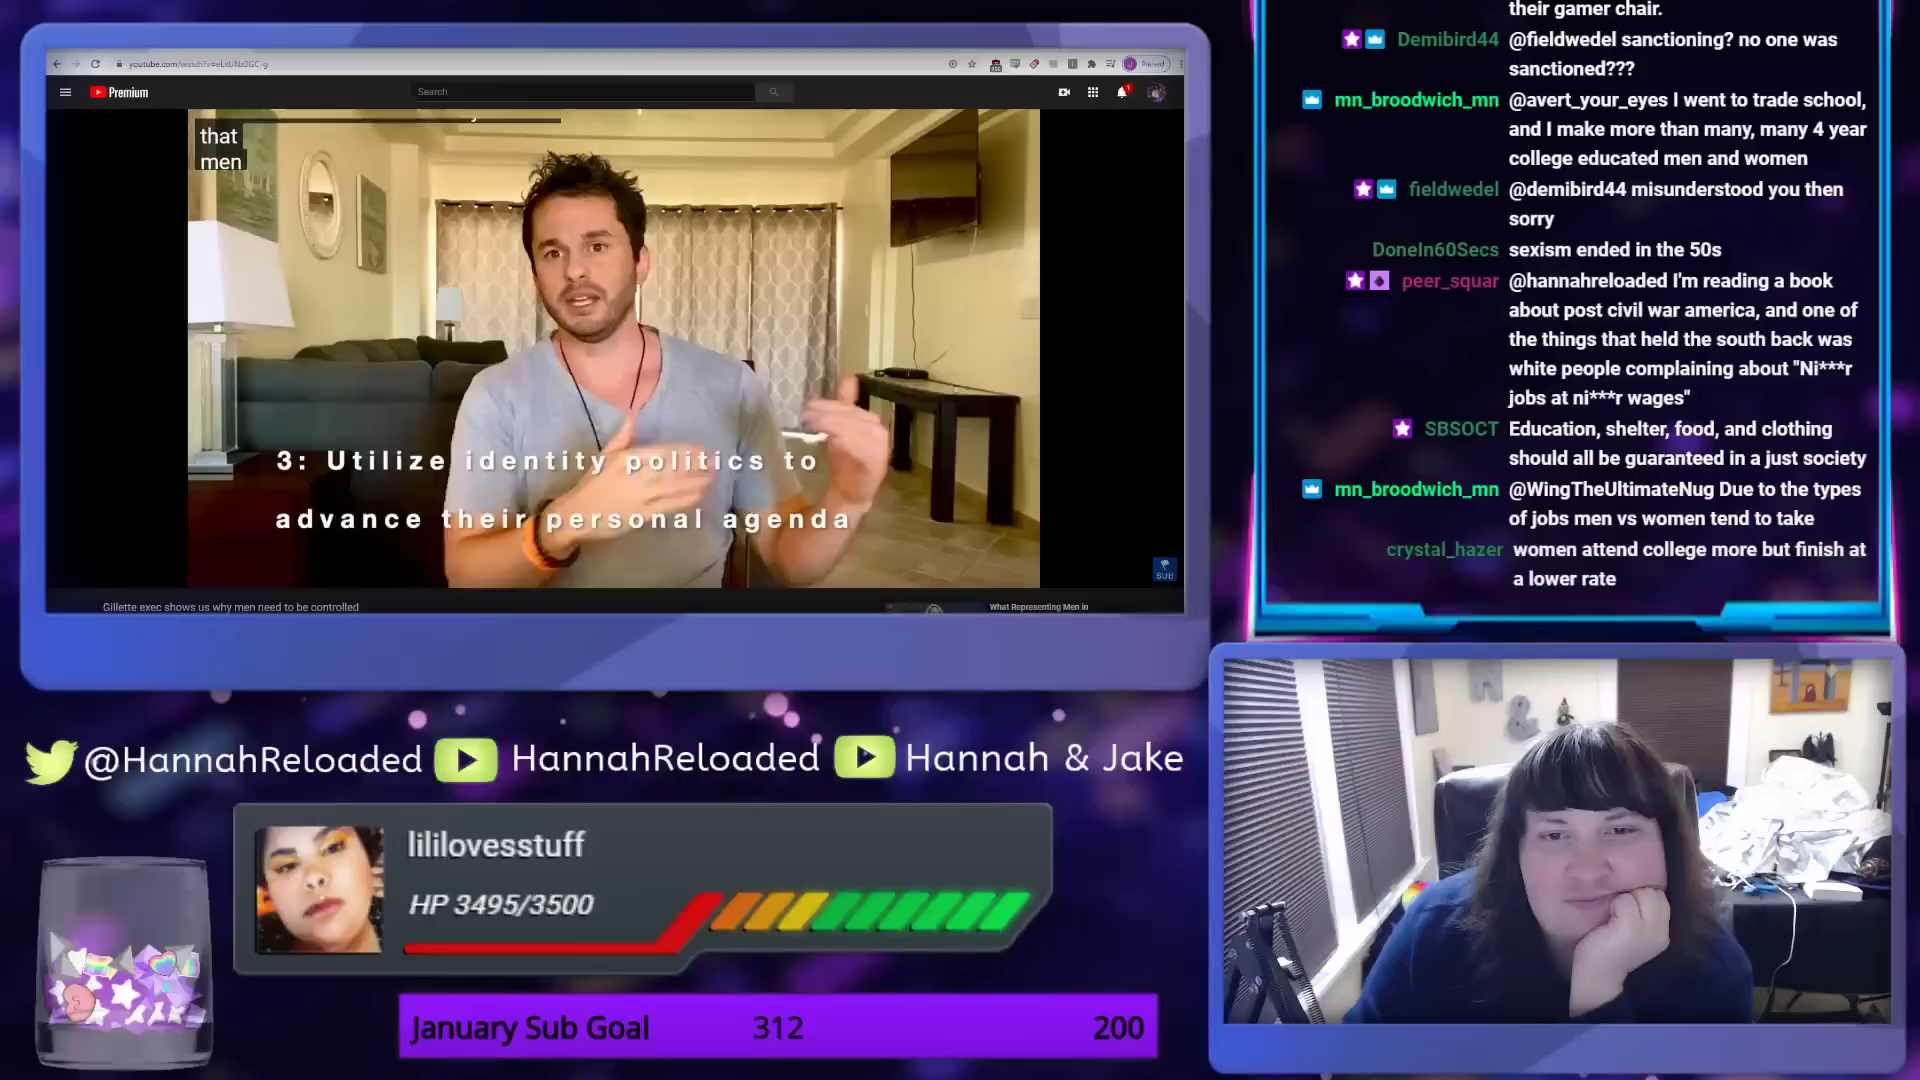 youtube.com/watch?v=eLxUNz0GC-g
Paused
Premium
Search
1
that
men
3: Utilize identity politics to
advance their personal agenda
SUB
Gillette exec shows us why men need to be controlled
What Representing Men in
their gamer chair.
Demibird44 @fieldwedel sanctioning? no one was
sanctioned???
mn_broodwich_mn @avert_your_eyes I went to trade school,
and I make more than many, many 4 year
college educated men and women
fieldwedel @demibird44 misunderstood you then
sorry
DoneIn60Secs sexism ended in the 50s
peer_squar @hannahreloaded I'm reading a book
about post civil war america, and one of
the things that held the south back was
white people complaining about "Ni***r
jobs at ni***r wages"
SBSOCT Education, shelter, food, and clothing
should all be guaranteed in a just society
mn_broodwich_mn @WingTheUltimateNug Due to the types
of jobs men vs women tend to take
crystal_hazer women attend college more but finish at
a lower rate
@HannahReloaded HannahReloaded Hannah & Jake
lililovesstuff
HP 3495/3500
January Sub Goal 312 200